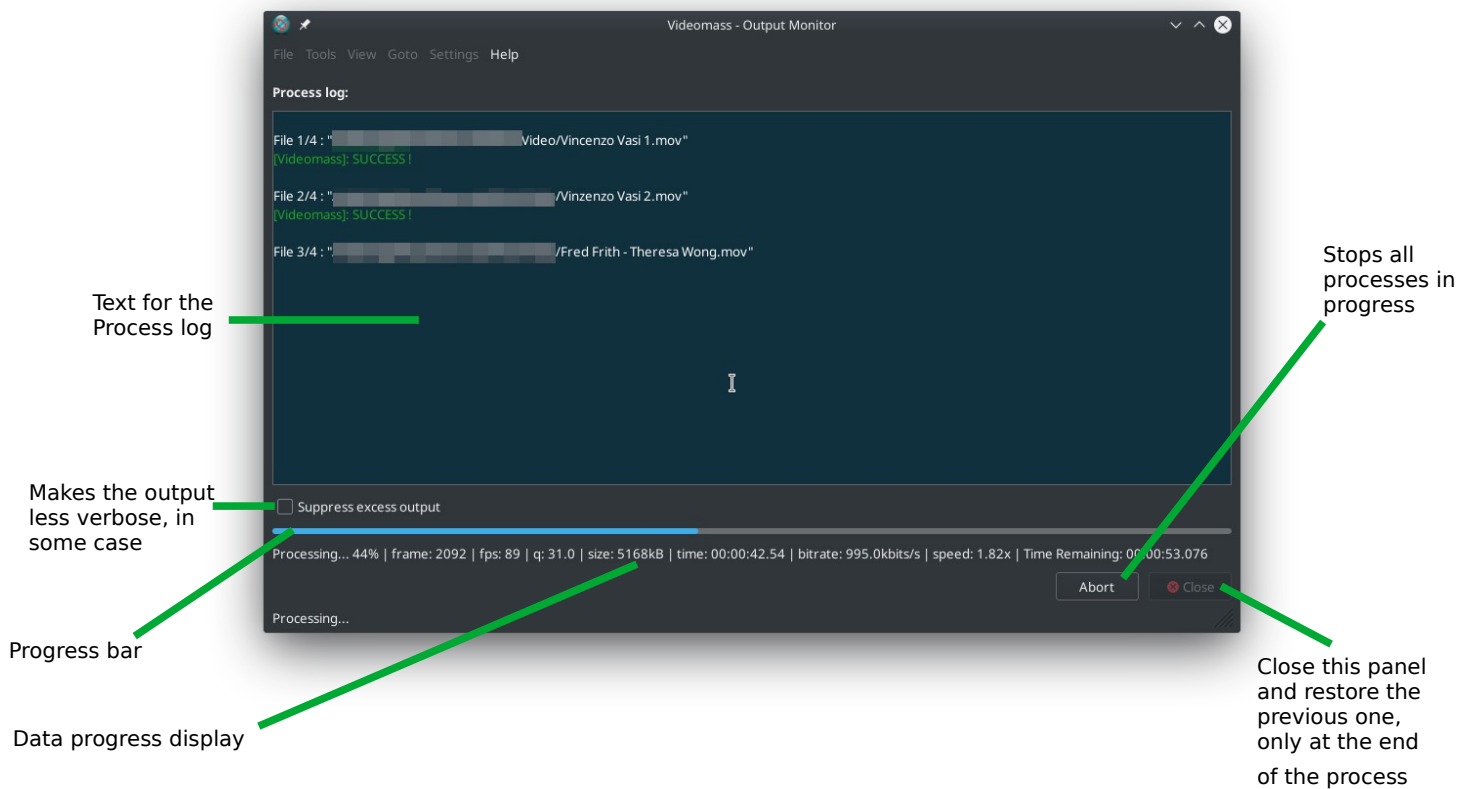 Videomass - Output Monitor
File Tools View Goto Settings Help
Process log:
File 1/4 : " Video/Vincenzo Vasi 1.mov"
[Videomass]: SUCCESS !
File 2/4 : " /Vinzenzo Vasi 2.mov"
[Videomass]: SUCCESS !
File 3/4 : " /Fred Frith - Theresa Wong.mov"
Text for the
Process log
Stops all
processes in
progress
Makes the output
less verbose, in
some case
Suppress excess output
Processing... 44% | frame: 2092 | fps: 89 | q: 31.0 | size: 5168kB | time: 00:00:42.54 | bitrate: 995.0kbits/s | speed: 1.82x | Time Remaining: 00:00:53.076
Abort
Close
Processing...
Progress bar
Data progress display
Close this panel
and restore the
previous one,
only at the end
of the process